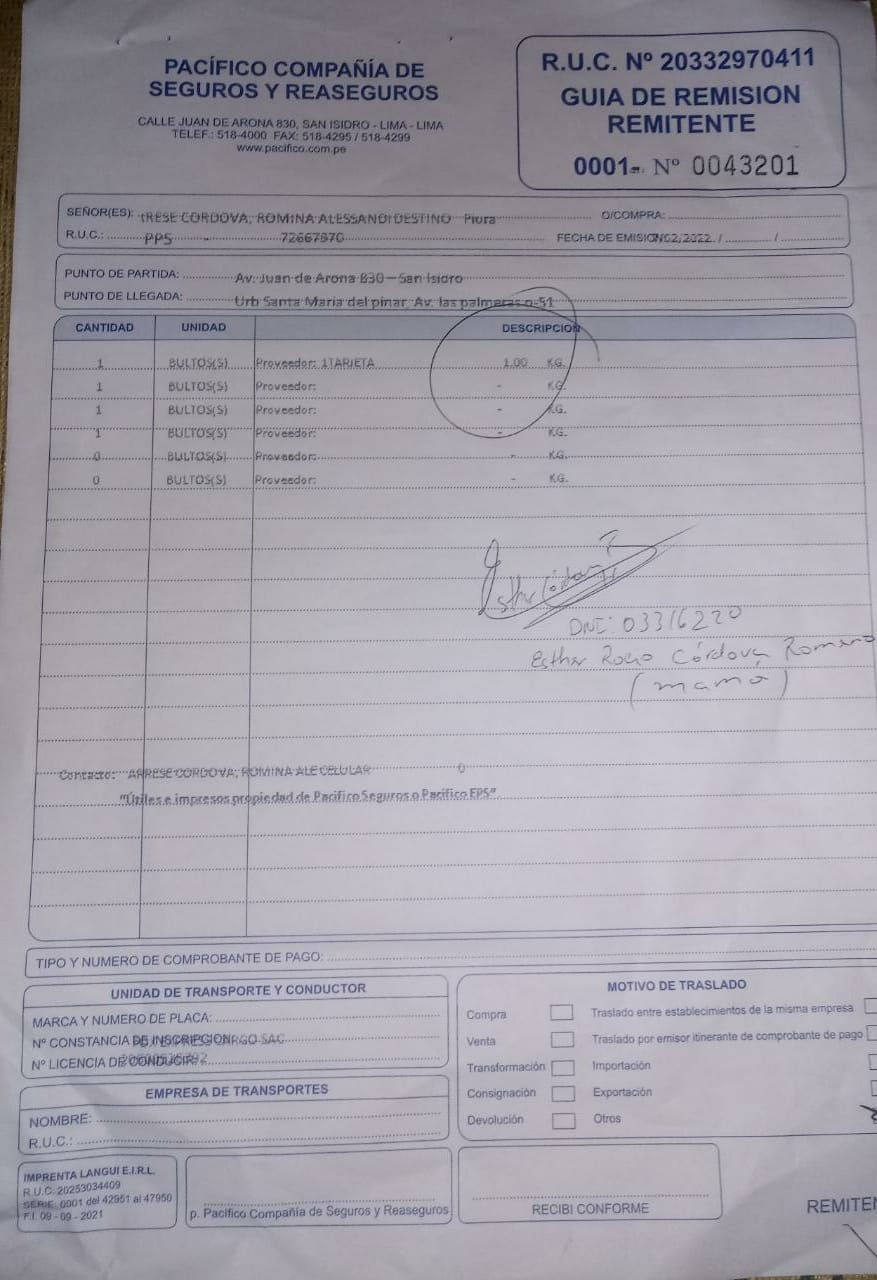 PACÍFICO COMPAÑÍA DE
SEGUROS Y REASEGUROS
CALLE JUAN DE ARONA 830, SAN ISIDRO - LIMA - LIMA
TELEF.: 518-4000 FAX: 518-4295 / 518-4299
www.pacifico.com.pe
R.U.C. Nº 20332970411
GUIA DE REMISION
REMITENTE
0001- Nº 0043201
SEÑOR(ES): RESE CORDOVA, ROMINA ALESSANDI DESTINO Piura O/COMPRA:
R.U.C.: PPS - 72667970 FECHA DE EMISION 02/2022 / /
PUNTO DE PARTIDA: Av. Juan de Arona 830 - San Isidro
PUNTO DE LLEGADA: Urb Santa Maria del pinar, Av. las palmeras o-51
CANTIDAD UNIDAD DESCRIPCION
1 BULTOS(S) Proveedor: 1TARJETA 1.00 KG.
1 BULTOS(S) Proveedor: - KG.
1 BULTOS(S) Proveedor: - KG.
1 BULTOS(S) Proveedor: - KG.
0 BULTOS(S) Proveedor: - KG.
0 BULTOS(S) Proveedor: - KG.
Esther Córdova
DNI: 03316220
Esther Rocio Córdova Romero
(mamá)
Contacto: ARRESE CORDOVA, ROMINA ALE CELULAR 0
"Útiles e impresos propiedad de Pacifico Seguros o Pacifico EPS".
TIPO Y NUMERO DE COMPROBANTE DE PAGO:
UNIDAD DE TRANSPORTE Y CONDUCTOR
MARCA Y NUMERO DE PLACA:
Nº CONSTANCIA DE INSCRIPCION CARGO SAC
Nº LICENCIA DE CONDUCIR:
EMPRESA DE TRANSPORTES
NOMBRE:
R.U.C.:
MOTIVO DE TRASLADO
Compra Traslado entre establecimientos de la misma empresa
Venta Traslado por emisor itinerante de comprobante de pago
Transformación Importación
Consignación Exportación
Devolución Otros
IMPRENTA LANGUI E.I.R.L.
R.U.C. 20253034409
SERIE. 0001 del 42951 al 47950
F.I. 09 - 09 - 2021
p. Pacífico Compañía de Seguros y Reaseguros
RECIBI CONFORME
REMITEN